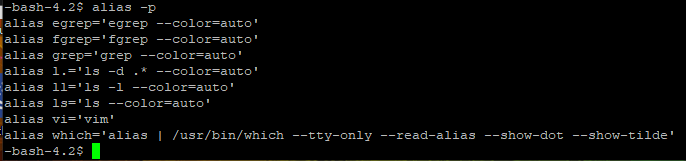 -bash-4.2$ alias -p
alias egrep='egrep --color=auto'
alias fgrep='fgrep --color=auto'
alias grep='grep --color=auto'
alias l.='ls -d .* --color=auto'
alias ll='ls -l --color=auto'
alias ls='ls --color=auto'
alias vi='vim'
alias which='alias | /usr/bin/which --tty-only --read-alias --show-dot --show-tilde'
-bash-4.2$